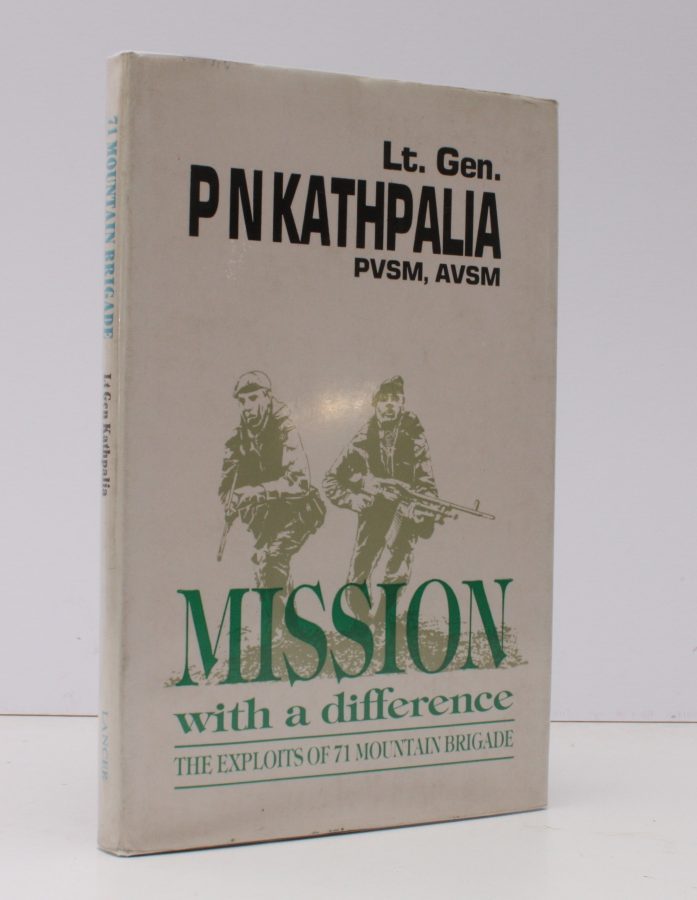 Lt. Gen.
P N KATHPALIA
PVSM, AVSM
MISSION
with a difference
THE EXPLOITS OF 71 MOUNTAIN BRIGADE
71 MOUNTAIN BRIGADE
Lt Gen Kathpalia
LANCER